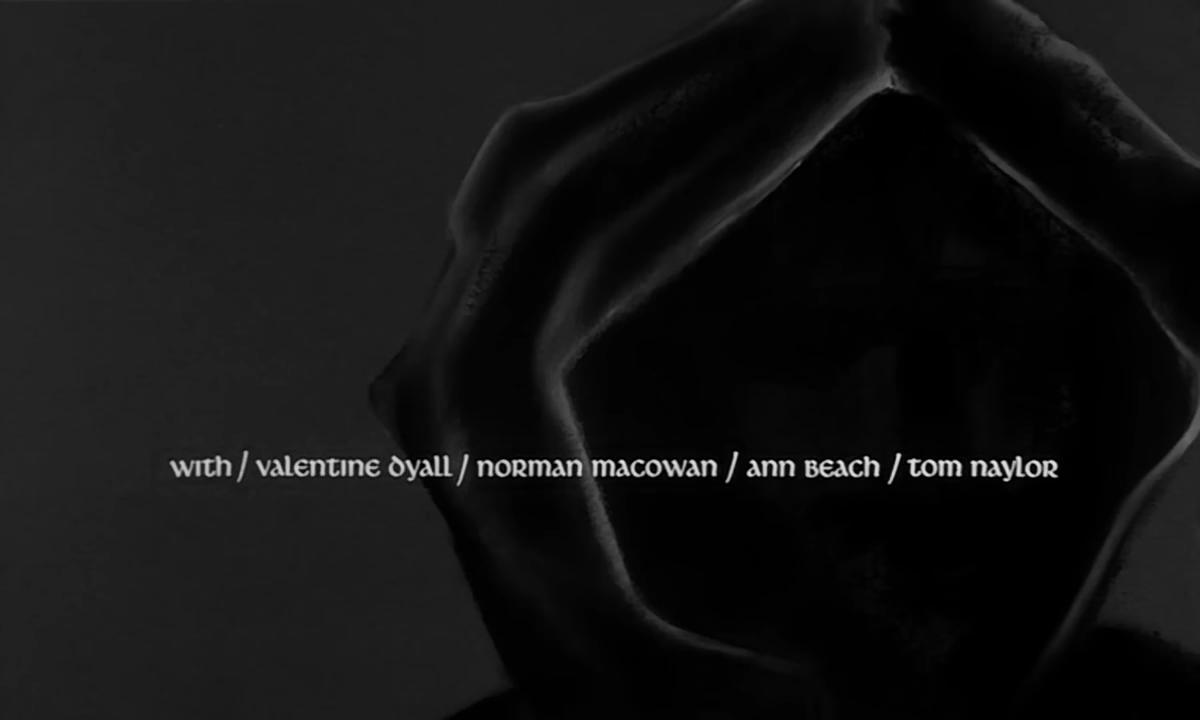 with / valentine dyall / norman macowan / ann beach / tom naylor